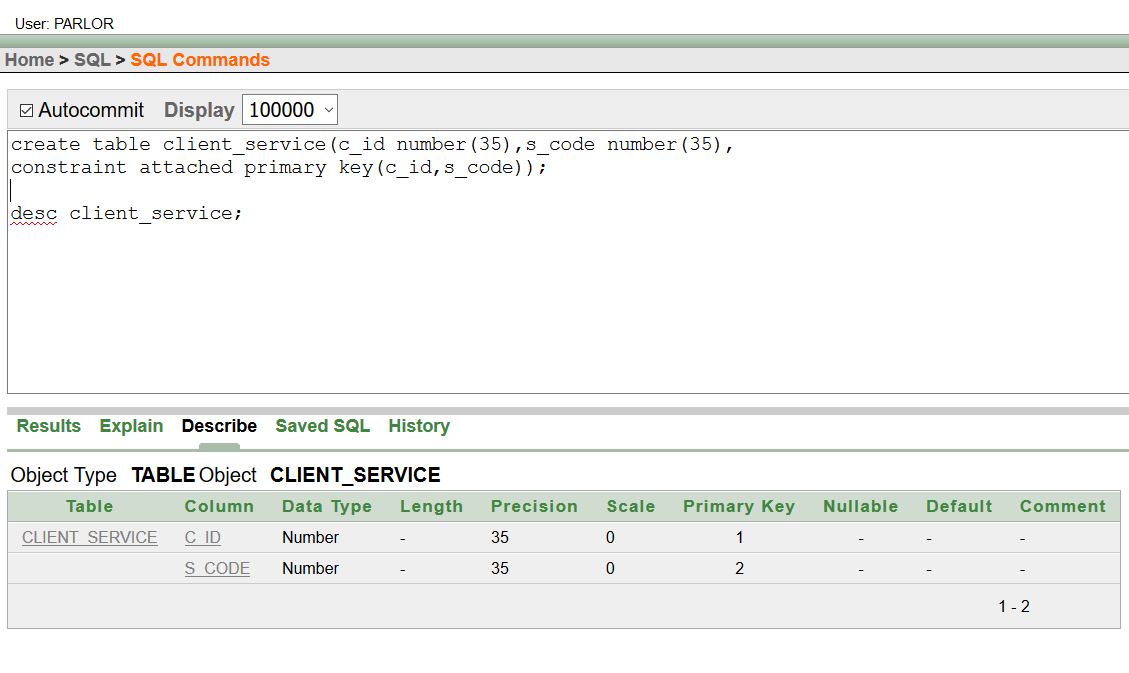 User: PARLOR
Home > SQL > SQL Commands
Autocommit Display 100000
create table client_service(c_id number(35),s_code number(35),
constraint attached primary key(c_id,s_code));
desc client_service;
Results Explain Describe Saved SQL History
Object Type TABLE Object CLIENT_SERVICE
Table Column Data Type Length Precision Scale Primary Key Nullable Default Comment
CLIENT_SERVICE C_ID Number - 35 0 1 - - -
S_CODE Number - 35 0 2 - - -
1 - 2